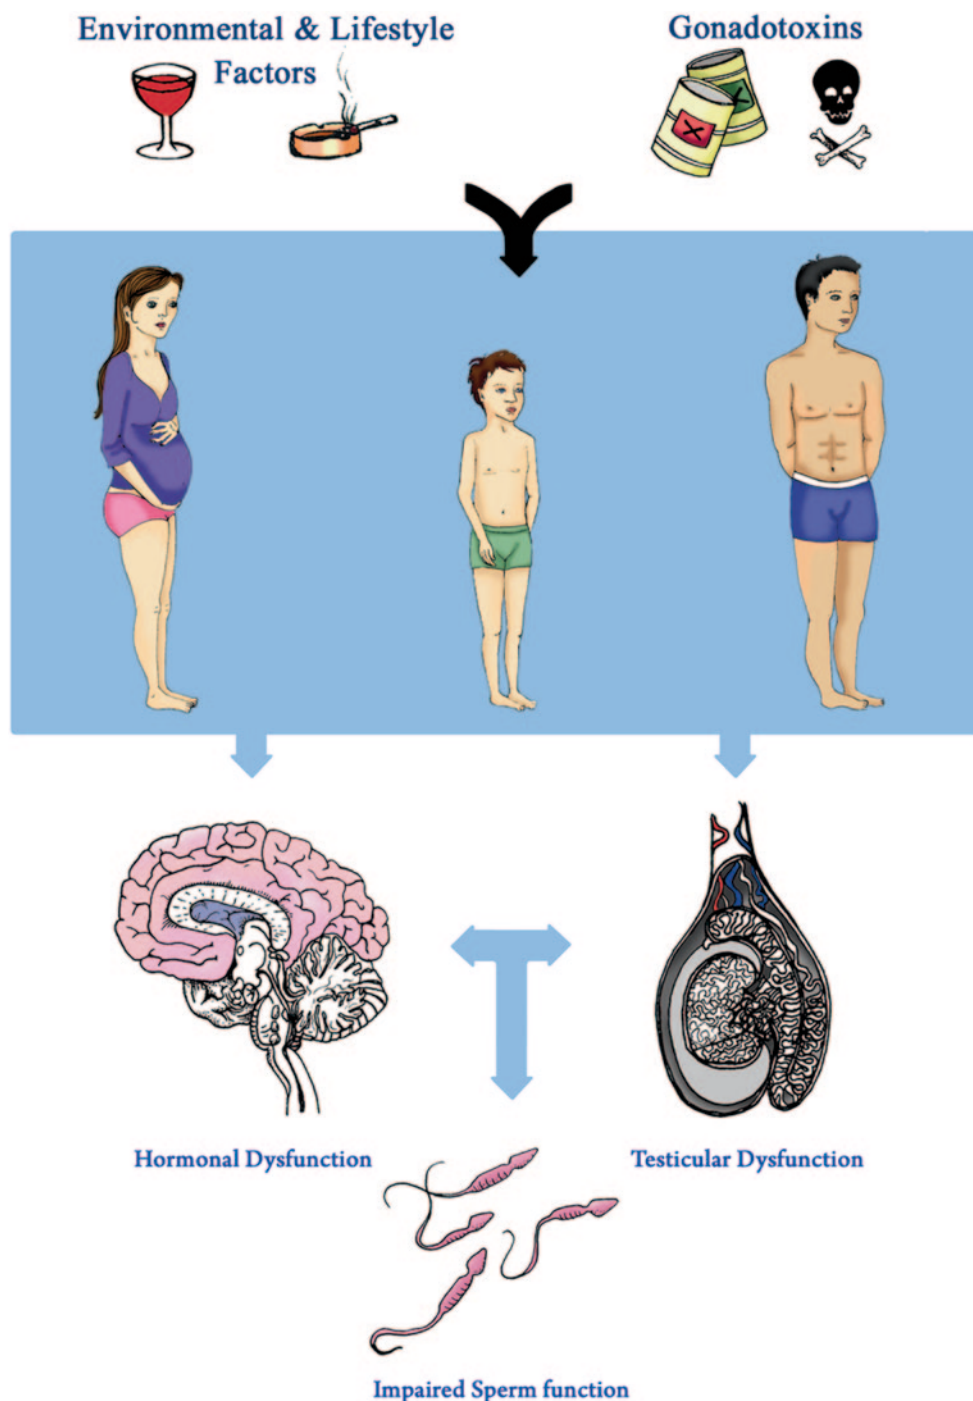 Environmental & Lifestyle
Factors
Gonadotoxins
Hormonal Dysfunction
Testicular Dysfunction
Impaired Sperm function